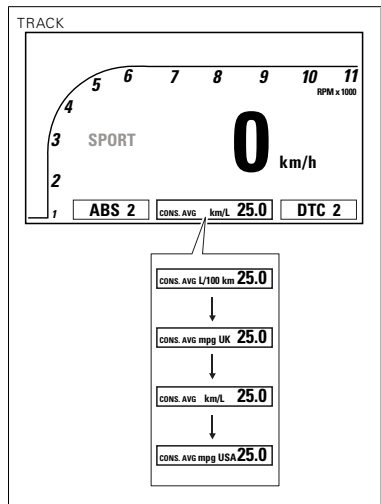 TRACK
1 2 3 4 5 6 7 8 9 10 11
RPM x 1000
SPORT
0 km/h
ABS 2
CONS. AVG km/L 25.0
DTC 2
CONS. AVG L/100 km 25.0
CONS. AVG mpg UK 25.0
CONS. AVG km/L 25.0
CONS. AVG mpg USA 25.0